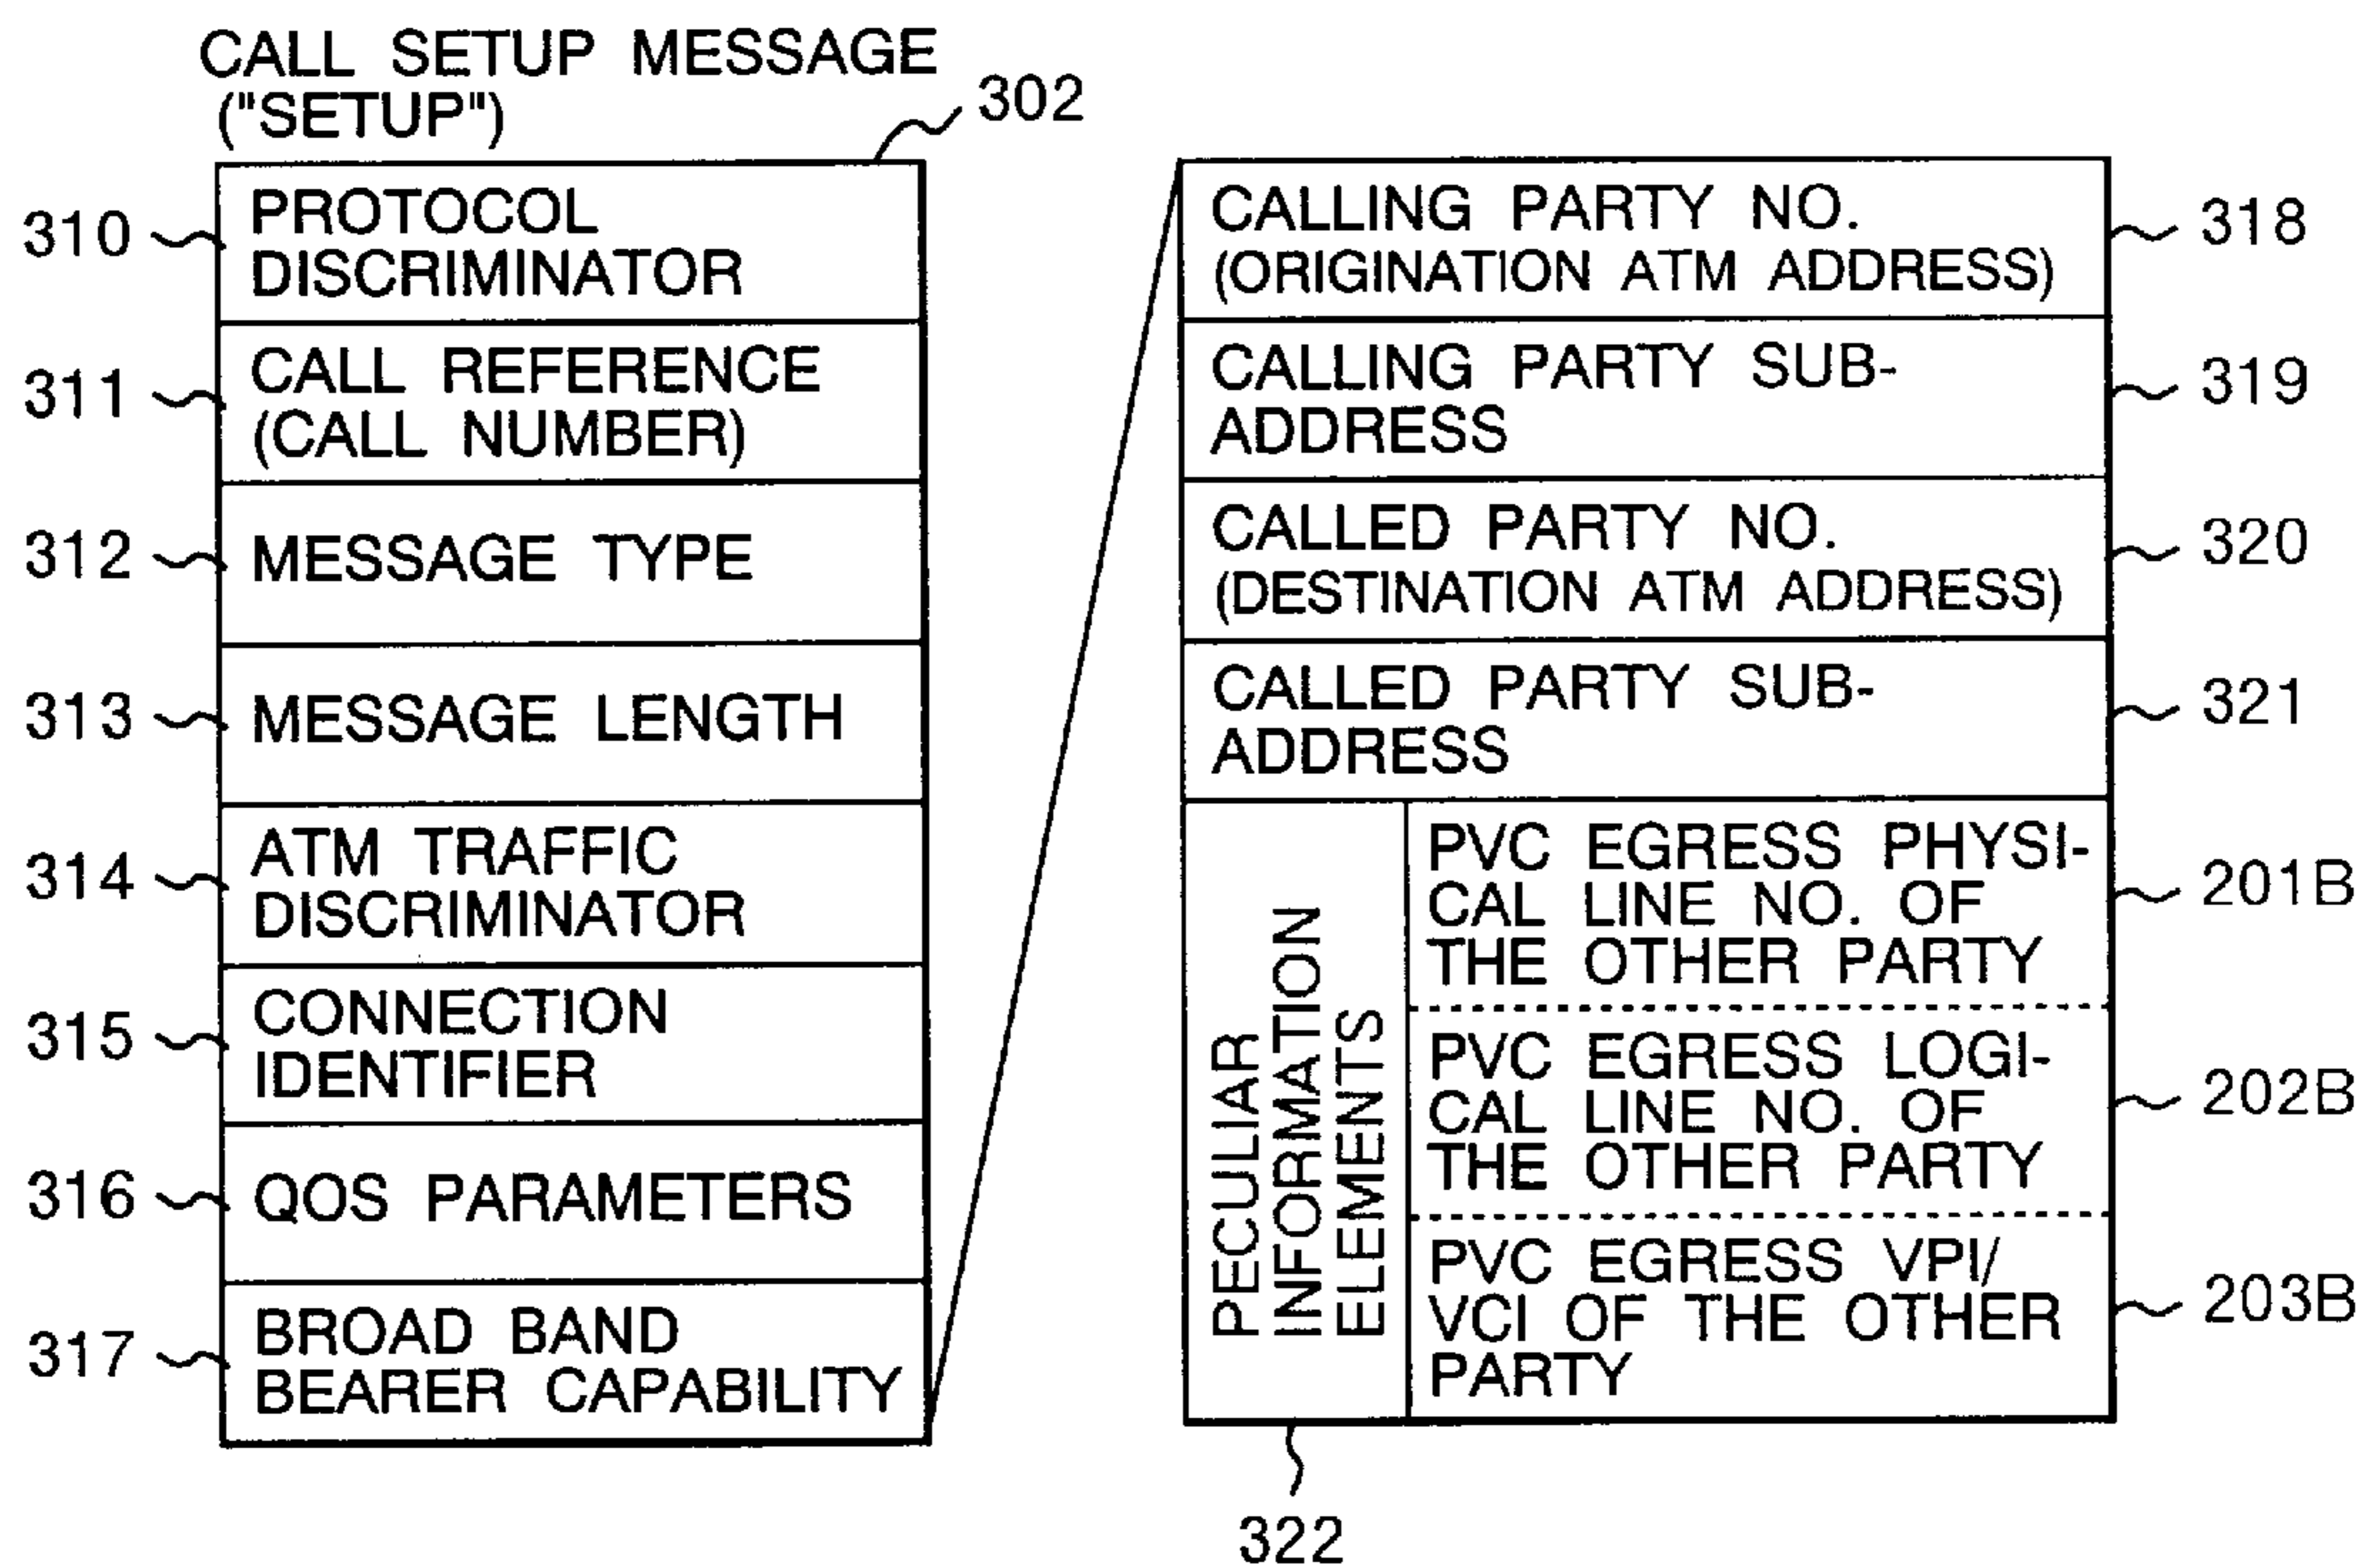 CALL SETUP MESSAGE
("SETUP")
302
310
PROTOCOL
DISCRIMINATOR
311
CALL REFERENCE
(CALL NUMBER)
312
MESSAGE TYPE
313
MESSAGE LENGTH
314
ATM TRAFFIC
DISCRIMINATOR
315
CONNECTION
IDENTIFIER
316
QOS PARAMETERS
317
BROAD BAND
BEARER CAPABILITY
CALLING PARTY NO.
(ORIGINATION ATM ADDRESS)
318
CALLING PARTY SUB-
ADDRESS
319
CALLED PARTY NO.
(DESTINATION ATM ADDRESS)
320
CALLED PARTY SUB-
ADDRESS
321
PECULIAR
INFORMATION
ELEMENTS
322
PVC EGRESS PHYSI-
CAL LINE NO. OF
THE OTHER PARTY
201B
PVC EGRESS LOGI-
CAL LINE NO. OF
THE OTHER PARTY
202B
PVC EGRESS VPI/
VCI OF THE OTHER
PARTY
203B